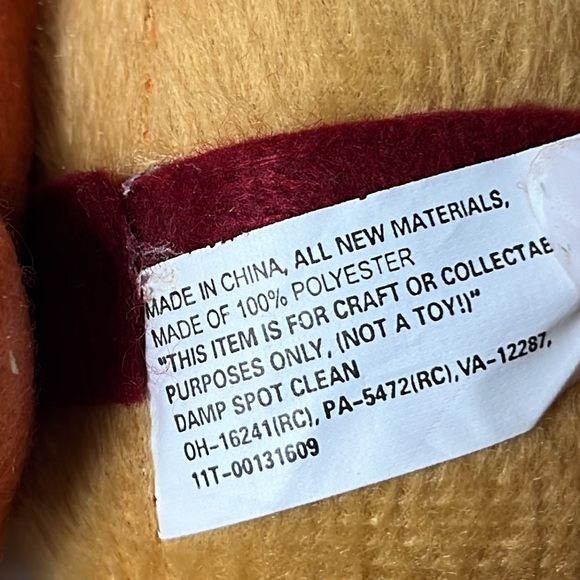 MADE IN CHINA, ALL NEW MATERIALS,
MADE OF 100% POLYESTER
"THIS ITEM IS FOR CRAFT OR COLLECTAB
PURPOSES ONLY, (NOT A TOY!)"
DAMP SPOT CLEAN
OH-16241(RC), PA-5472(RC),VA-12287,
11T-00131609